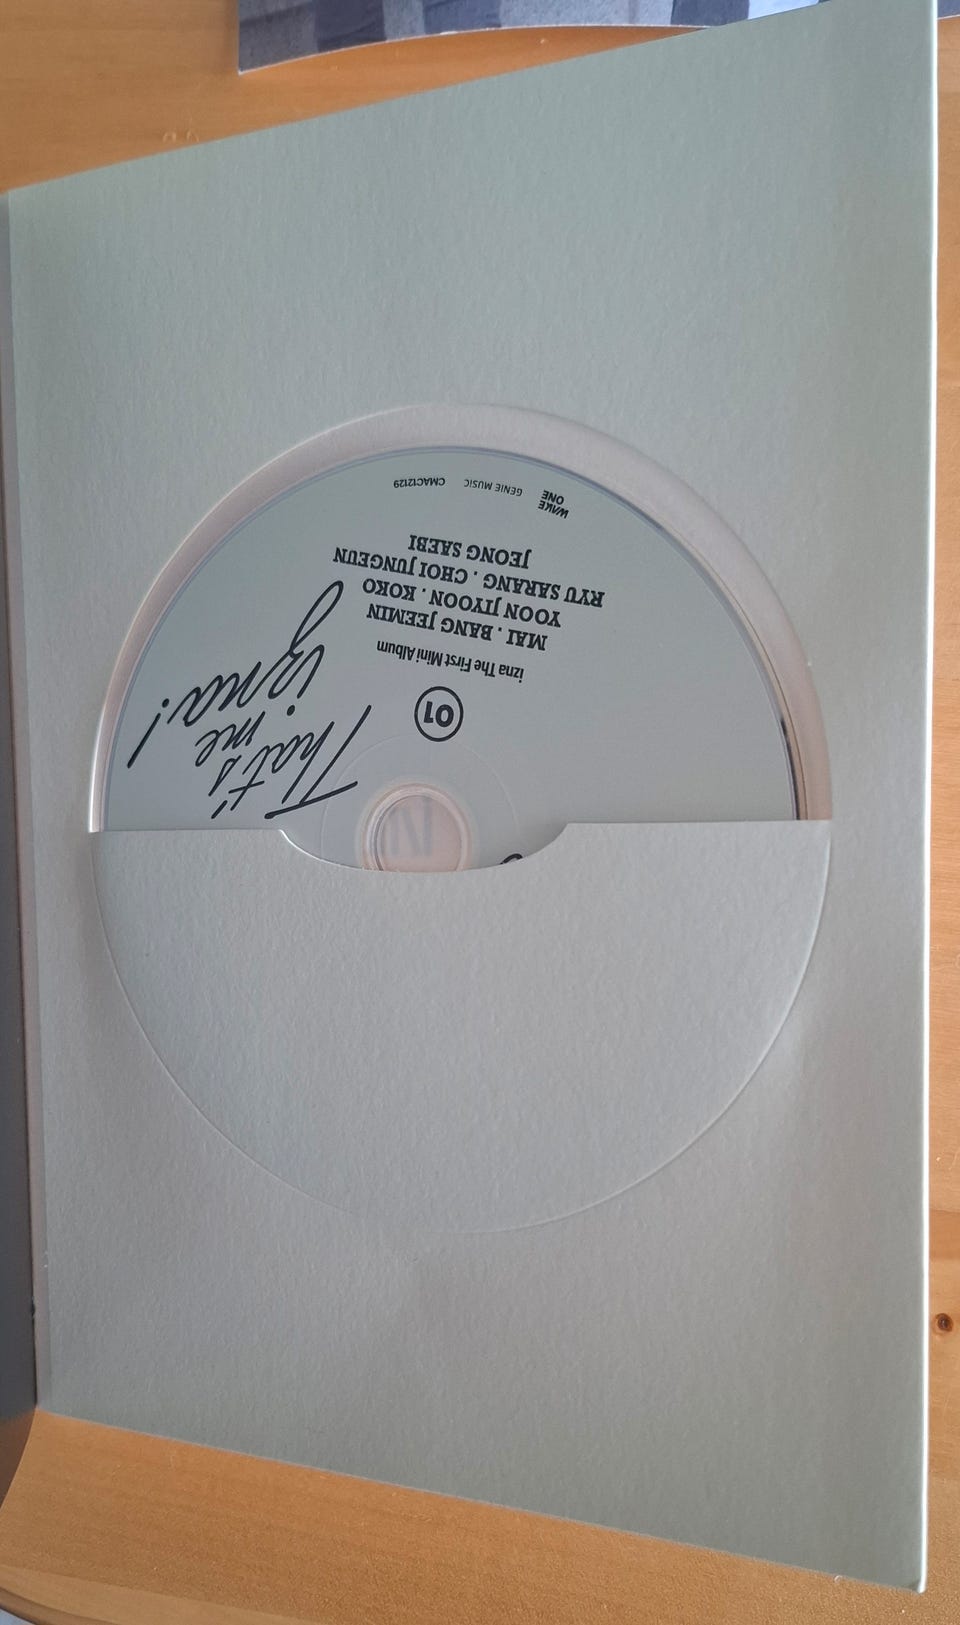 That's
me
izna!
01
izna The First Mini Album
MAI . BANG JEEMIN
YOON JIYOON . KOKO
RYU SARANG . CHOI JUNGEUN
JEONG SAEBI
WAKE
ONE
GENIE MUSIC
CMAC12129